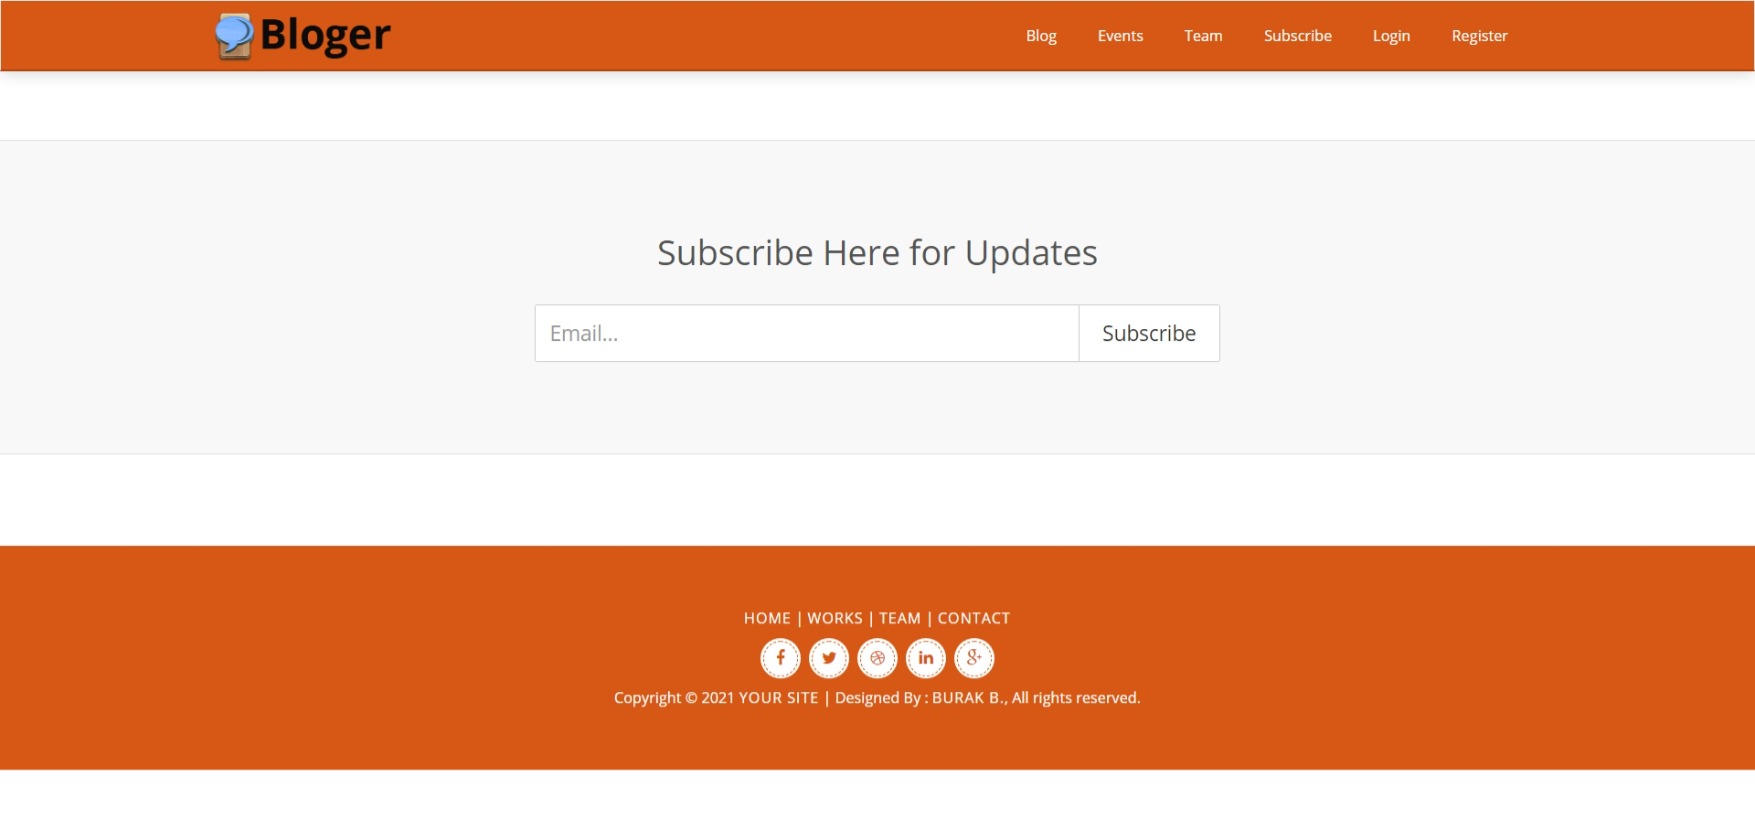 Bloger
Blog Events Team Subscribe Login Register
Subscribe Here for Updates
Email... Subscribe
HOME | WORKS | TEAM | CONTACT
Copyright © 2021 YOUR SITE | Designed By : BURAK B., All rights reserved.